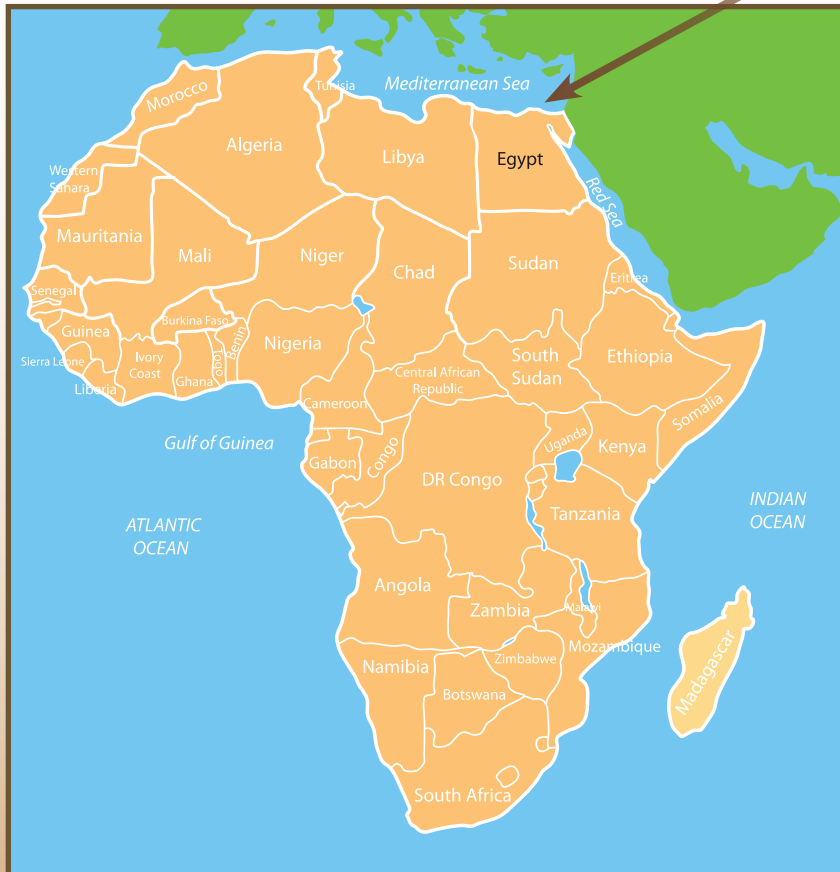 Mediterranean Sea
Tunisia
Morocco
Algeria
Libya
Egypt
Western
Sahara
Red Sea
Mauritania
Mali
Niger
Chad
Sudan
Eritrea
Senegal
Guinea
Burkina Faso
Benin
Togo
Nigeria
Sierra Leone
Ivory
Coast
Ghana
Liberia
Central African
Republic
South
Sudan
Ethiopia
Cameroon
Somalia
Gulf of Guinea
Gabon
Congo
DR Congo
Uganda
Kenya
INDIAN
OCEAN
ATLANTIC
OCEAN
Tanzania
Angola
Zambia
Malawi
Mozambique
Madagascar
Namibia
Zimbabwe
Botswana
South Africa